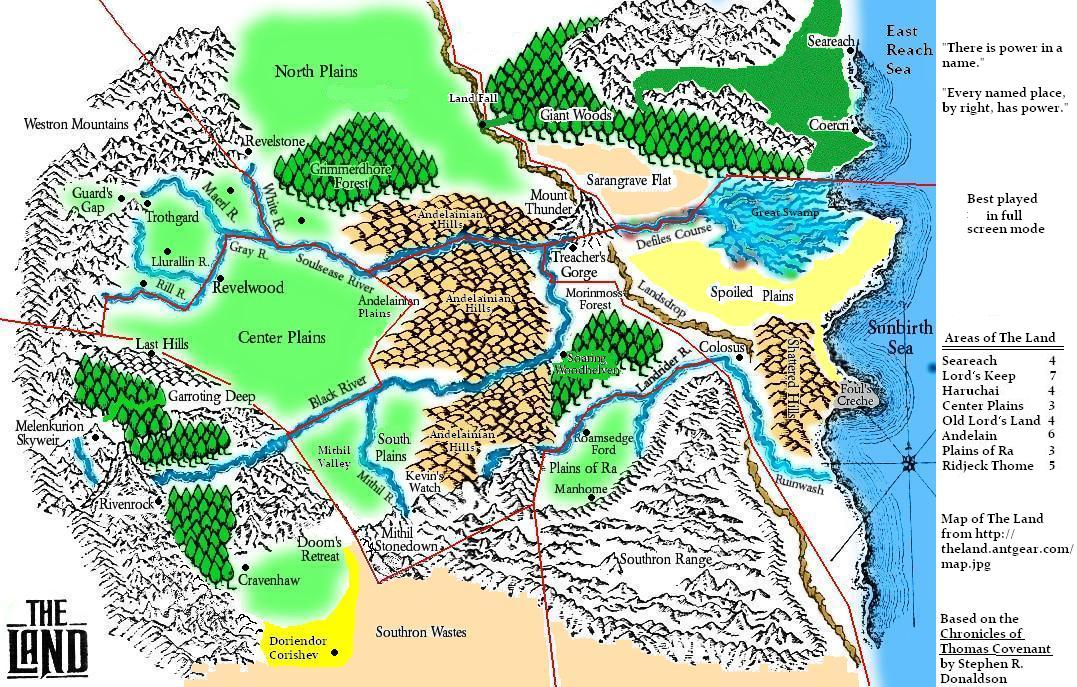 North Plains
Westron Mountains
Revelstone
Land Fall
Giant Woods
Seareach
Coercri
East
Reach
Sea
Grimmerdhore
Forest
Sarangrave Flat
Guard's
Gap
Trothgard
Maerl R.
White R.
Andelainian
Hills
Mount
Thunder
Great Swamp
Defiles Course
Treacher's
Gorge
Llurallin R.
Rill R.
Gray R.
Revelwood
Soulsease River
Andelainian
Plains
Andelainian
Hills
Morinmoss
Forest
Landsdrop
Spoiled Plains
Center Plains
Last Hills
Soaring
Woodhelven
Colosus
Shattered Hills
Sunbirth
Sea
Foul's
Creche
Garroting Deep
Black River
Landrider R.
Melenkurion
Skyweir
Mithil
Valley
South
Plains
Andelainian
Hills
Roamsedge
Ford
Plains of Ra
Kevin's
Watch
Mithil R.
Manhome
Ruinwash
Rivenrock
Mithil
Stonedown
Doom's
Retreat
Cravenhaw
Southron Range
Southron Wastes
Doriendor
Corishev
THE
LAND
"There is power in a
name."
"Every named place,
by right, has power."
Best played
: in full
screen mode
Areas of The Land
Seareach 4
Lord's Keep 7
Haruchai 4
Center Plains 3
Old Lord's Land 4
Andelain 6
Plains of Ra 3
Ridjeck Thome 5
Map of The Land
from http://
theland.antgear.com/
map.jpg
Based on the
Chronicles of
Thomas Covenant
by Stephen R.
Donaldson